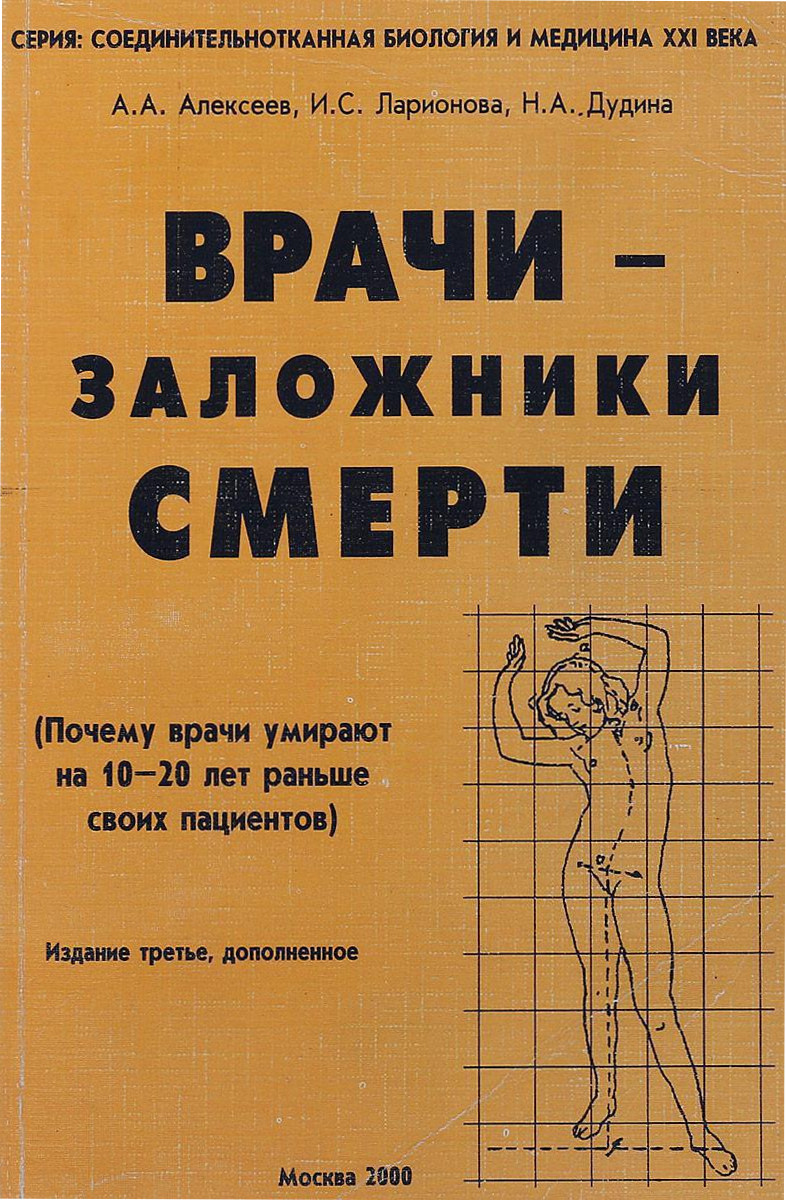 СЕРИЯ: СОЕДИНИТЕЛЬНОТКАННАЯ БИОЛОГИЯ И МЕДИЦИНА XXI ВЕКА
А.А. Алексеев, И.С. Ларионова, Н.А. Дудина
ВРАЧИ –
ЗАЛОЖНИКИ
СМЕРТИ
(Почему врачи умирают
на 10–20 лет раньше
своих пациентов)
Издание третье, дополненное
Москва 2000